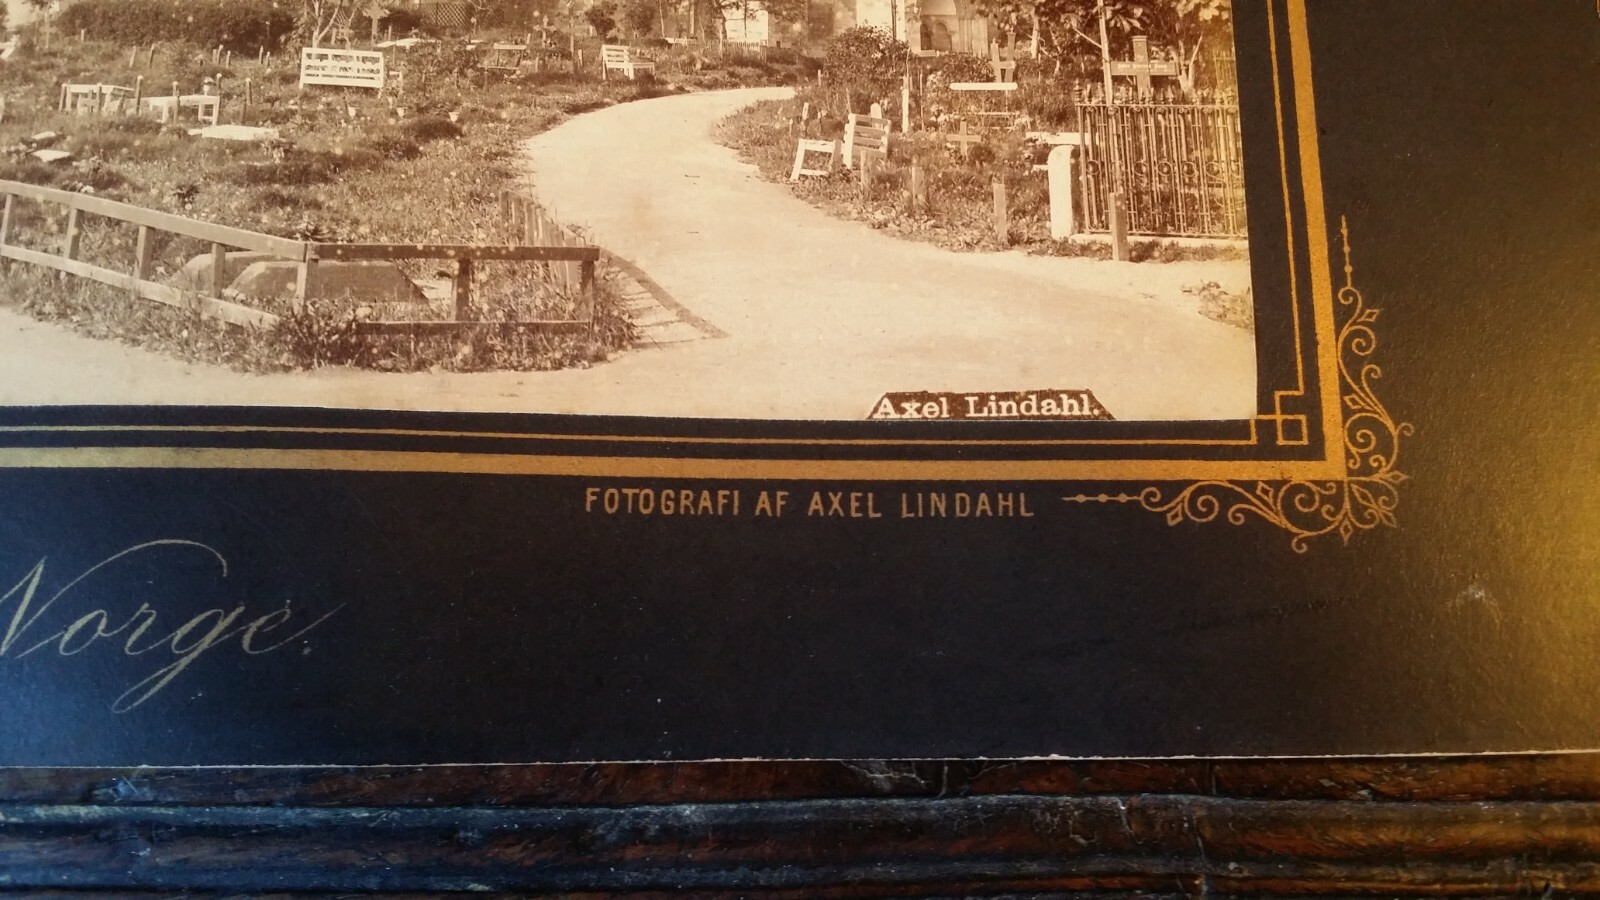 Axel Lindahl.
FOTOGRAFI AF AXEL LINDAHL
Norge.